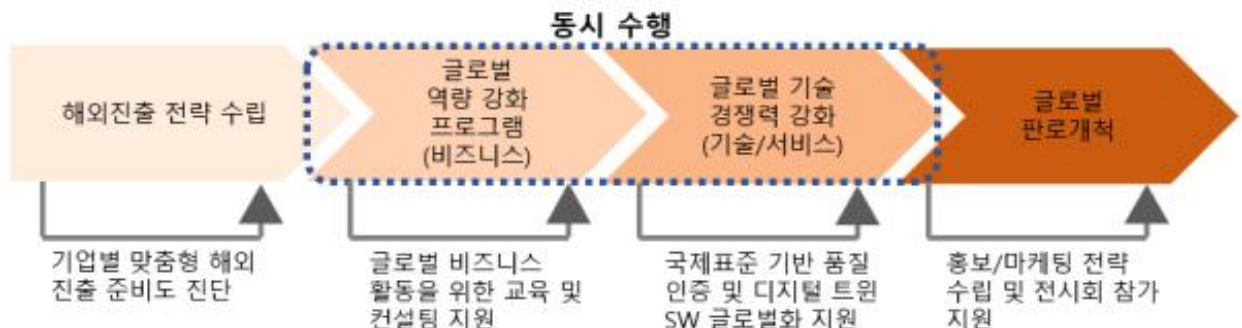 동시 수행
해외진출 전략 수립
글로벌
역량 강화
프로그램
(비즈니스)
글로벌 기술
경쟁력 강화
(기술/서비스)
글로벌
판로개척
기업별 맞춤형 해외
진출 준비도 진단
글로벌 비즈니스
활동을 위한 교육 및
컨설팅 지원
국제표준 기반 품질
인증 및 디지털 트윈
SW 글로벌화 지원
홍보/마케팅 전략
수립 및 전시회 참가
지원